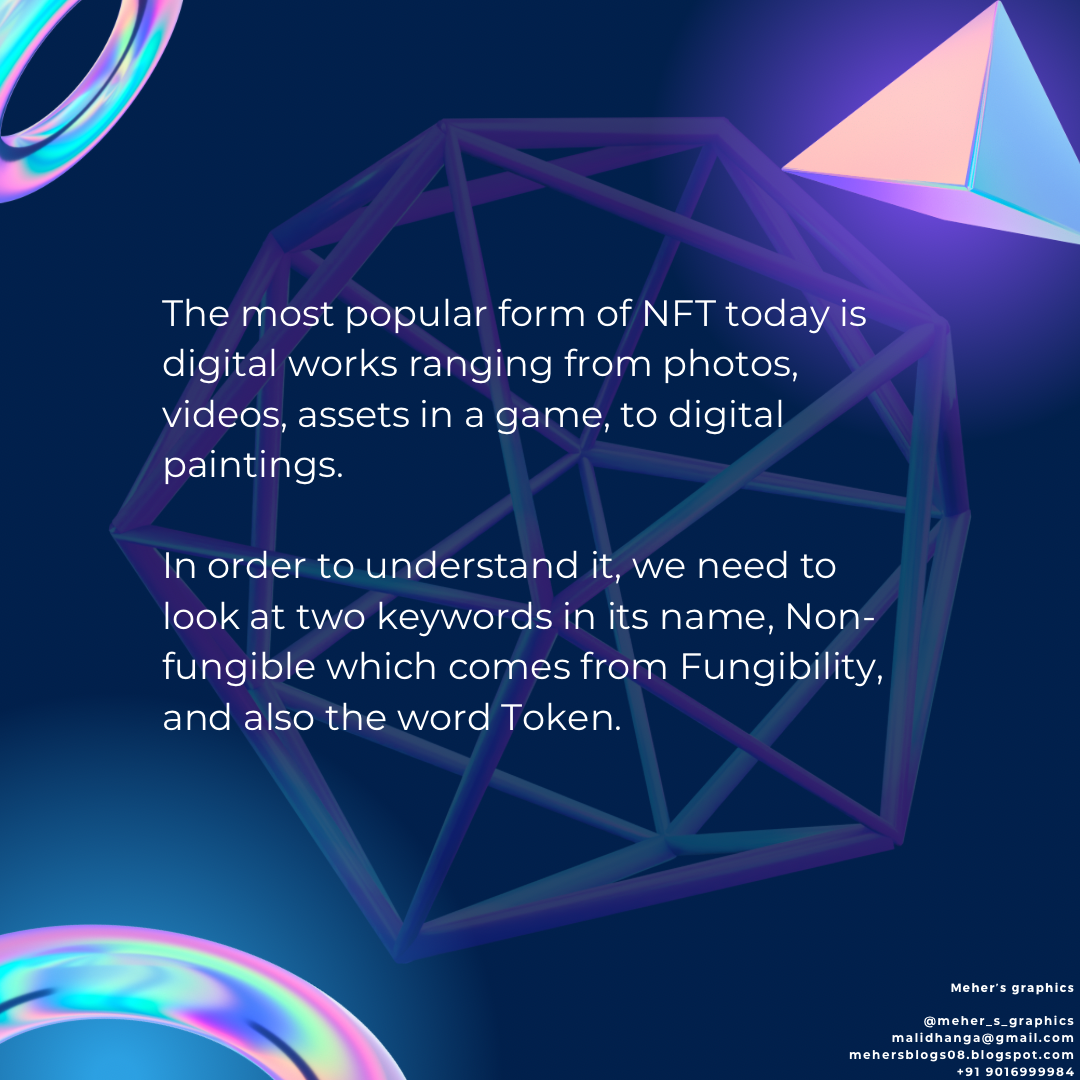 The most popular form of NFT today is
digital works ranging from photos,
videos, assets in a game, to digital
paintings.
In order to understand it, we need to
look at two keywords in its name, Non-
fungible which comes from Fungibility,
and also the word Token.
Meher's graphics
@meher_s_graphics
malidhanga@gmail.com
mehersblogs08.blogspot.com
+91 9016999984